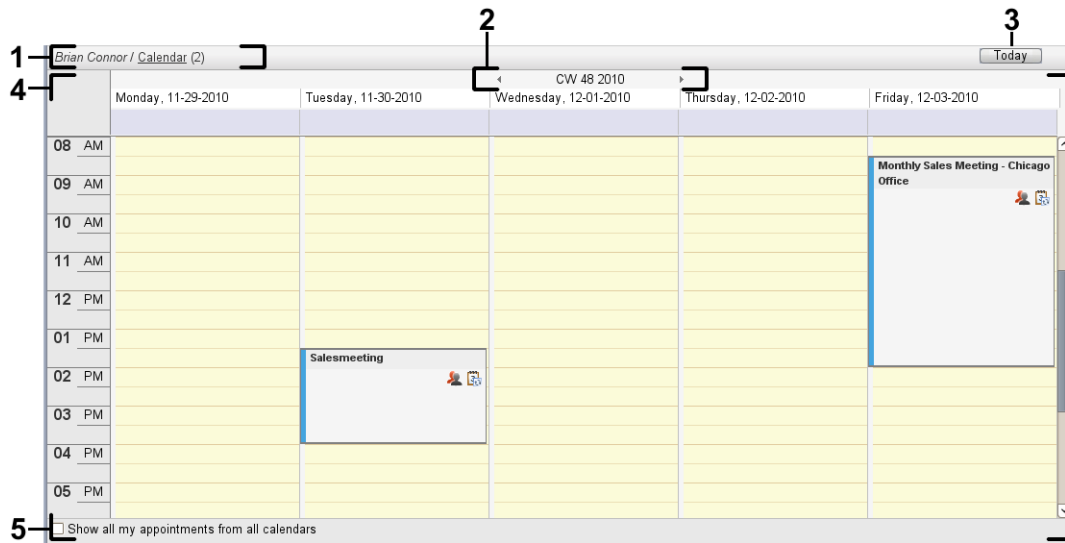 2
3
1
Brian Connor / Calendar (2)
Today
4
CW 48 2010
Monday, 11-29-2010
Tuesday, 11-30-2010
Wednesday, 12-01-2010
Thursday, 12-02-2010
Friday, 12-03-2010
08 AM
Monthly Sales Meeting - Chicago
Office
09 AM
10 AM
11 AM
12 PM
01 PM
Salesmeeting
02 PM
03 PM
04 PM
05 PM
5
Show all my appointments from all calendars